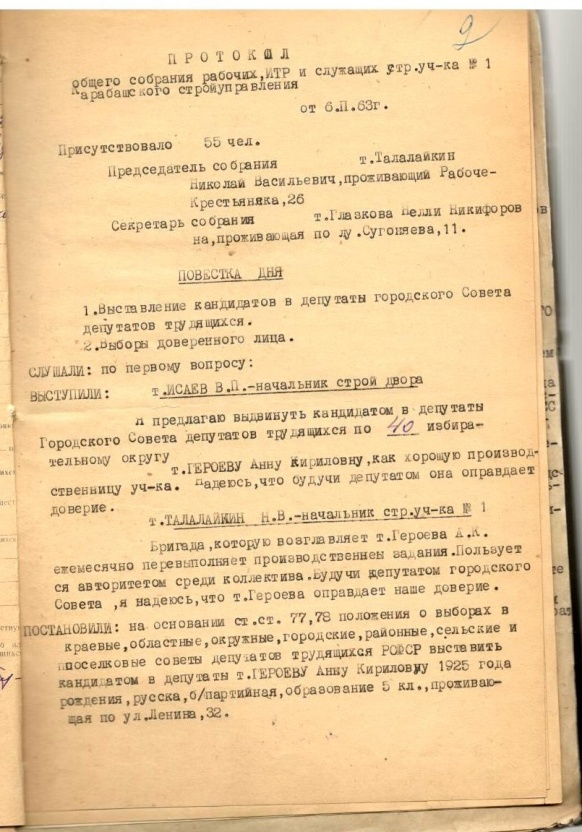 9
П Р О Т О К О Л
общего собрания рабочих,ИТР и служащих стр.уч-ка № 1
Карабашского стройуправления
от 6.П.63г.
Присутствовало 55 чел.
Председатель собрания т.Талалайкин
Николай Васильевич,проживающий Рабоче-
Крестьяняка,26
Секретарь собрания т.Глазкова Нелли Никифоров ов
на,проживающая по лу.Сугоняева,11.
ПОВЕСТКА ДНЯ
1.Выставление кандидатов в депутаты городского Совета
депутатов трудящихся.
2.Выборы доверенного лица.
СЛУШАЛИ: по первому вопросу:
ВЫСТУПИЛИ: т.ИСАЕВ В.П.-начальник строй двора
Я предлагаю выдвинуть кандидатом в депутаты
Городского Совета депутатов трудящихся по 40 избира-
тельному округу
т.ГЕРОЕВУ Анну Кириловну,как хорошую производ-
ственницу уч-ка. Надеюсь,что будучи депутатом она оправдает
доверие.
т.ТАЛАЛАЙКИН Н.В.-начальник стр.уч-ка № 1
Бригада,которую возглавляет т.Героева А.К.
ежемесячно перевыполняет производственнеы задания.Пользует
ся авторитетом среди коллектива.Будучи депутатом городского
Совета ,я надеюсь,что т.Героева оправдает наше доверие.
ПОСТАНОВИЛИ: на основании ст.ст. 77,78 положения о выборах в
краевые,областные,окружные,городские,районные,сельские и
ппоселковые советы депутатов трудящихся РСФСР выставить
кандидатом в депутаты т.ГЕРОЕВУ Анну Кириловну 1925 года
рождения,русска,б/партийная,образование 5 кл.,проживаю-
щая по ул.Ленина,32.